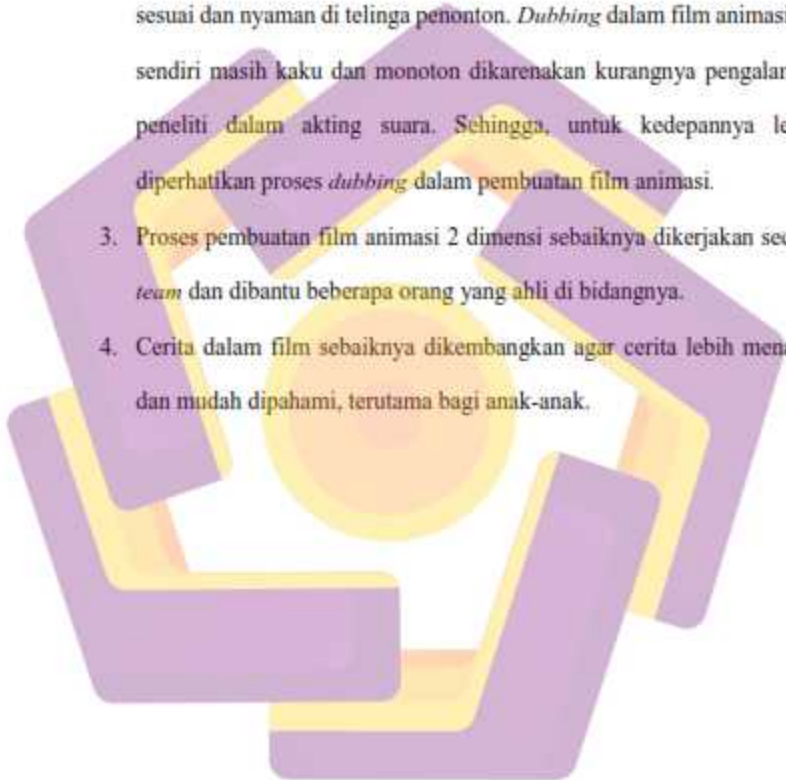 sesuai dan nyaman di telinga penonton. Dubbing dalam film animasi
sendiri masih kaku dan monoton dikarenakan kurangnya pengalar
peneliti dalam akting suara. Sehingga, untuk kedepannya le
diperhatikan proses dubbing dalam pembuatan film animasi.
3. Proses pembuatan film animasi 2 dimensi sebaiknya dikerjakan sec
team dan dibantu beberapa orang yang ahli di bidangnya.
4. Cerita dalam film sebaiknya dikembangkan agar cerita lebih mena
dan mudah dipahami, terutama bagi anak-anak.